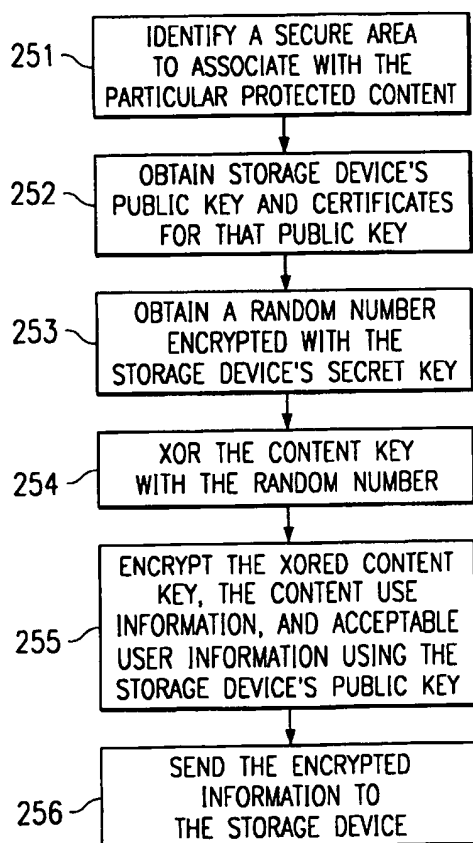 251
IDENTIFY A SECURE AREA
TO ASSOCIATE WITH THE
PARTICULAR PROTECTED CONTENT
252
OBTAIN STORAGE DEVICE'S
PUBLIC KEY AND CERTIFICATES
FOR THAT PUBLIC KEY
253
OBTAIN A RANDOM NUMBER
ENCRYPTED WITH THE
STORAGE DEVICE'S SECRET KEY
254
XOR THE CONTENT KEY
WITH THE RANDOM NUMBER
255
ENCRYPT THE XORED CONTENT
KEY, THE CONTENT USE
INFORMATION, AND ACCEPTABLE
USER INFORMATION USING THE
STORAGE DEVICE'S PUBLIC KEY
256
SEND THE ENCRYPTED
INFORMATION TO
THE STORAGE DEVICE